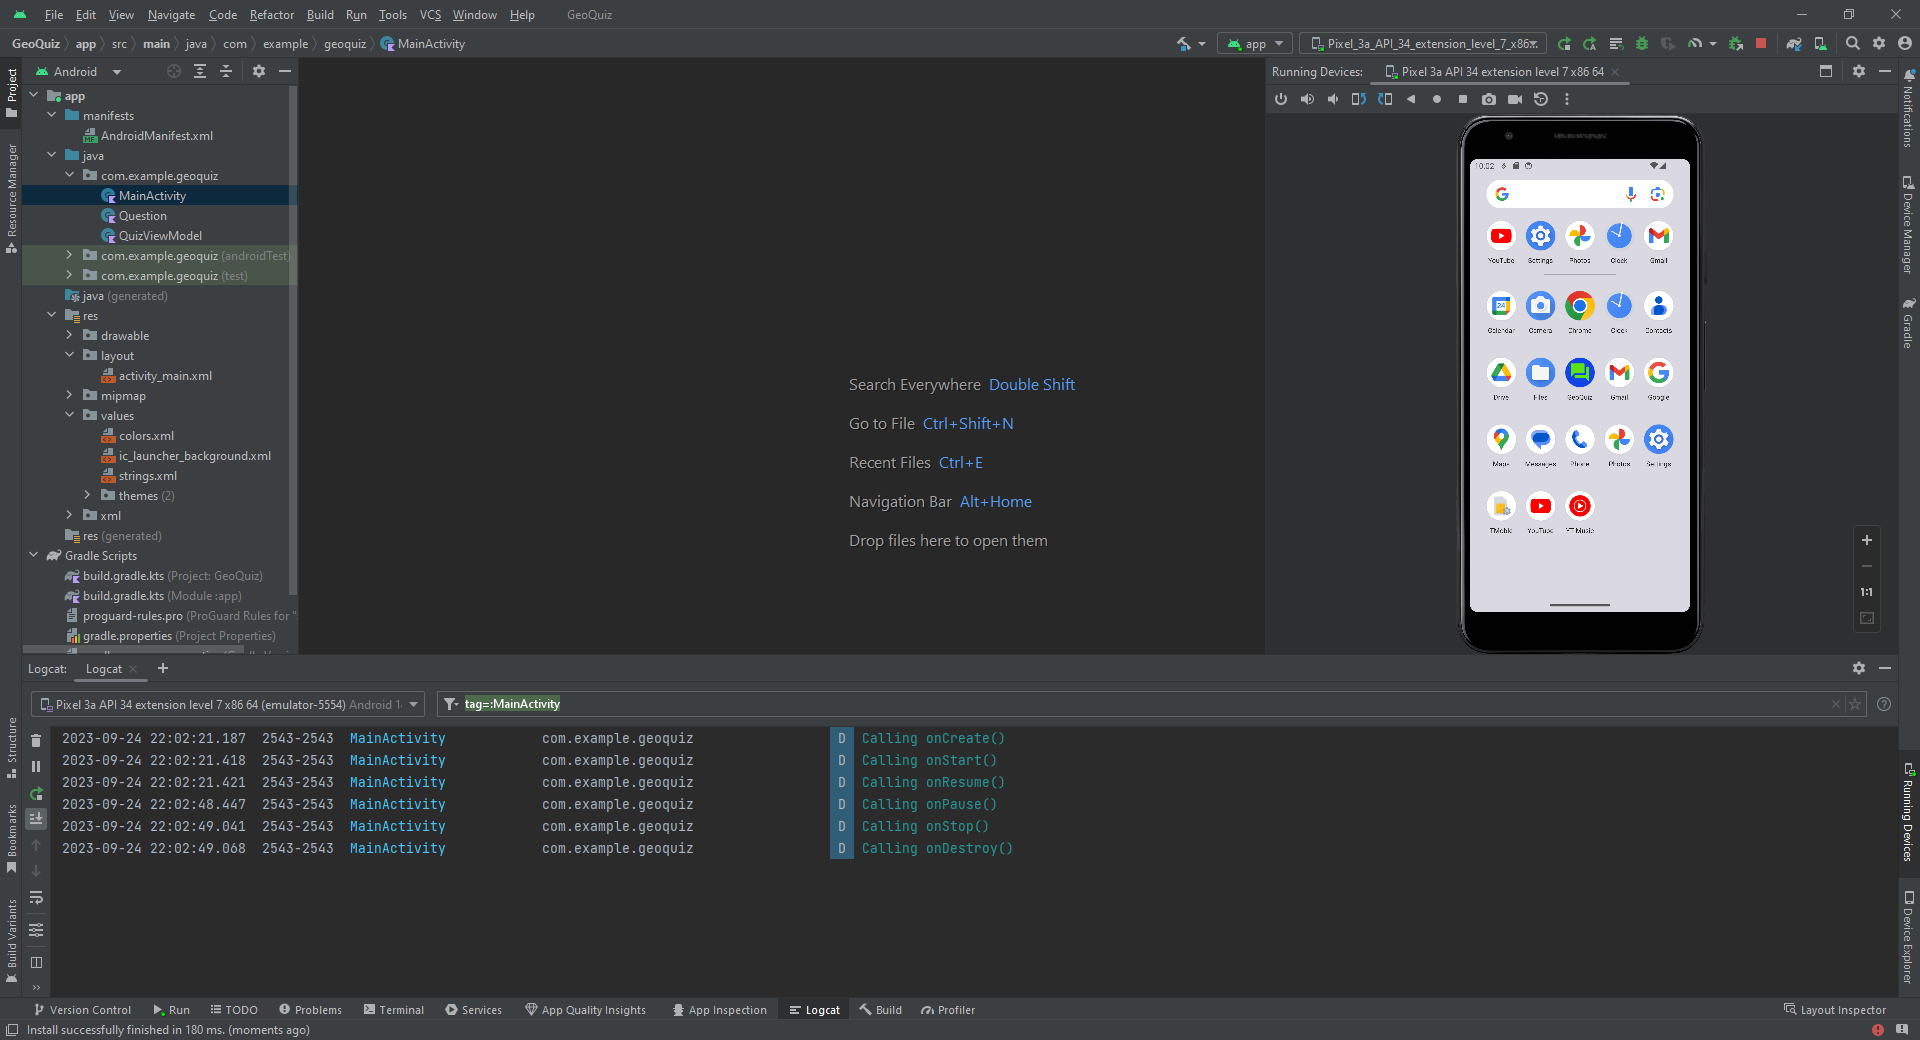 File Edit View Navigate Code Refactor Build Run Tools VCS Window Help GeoQuiz
GeoQuiz app src main java com example geoquiz MainActivity
app
Pixel_3a_API_34_extension_level_7_x86
Android
Running Devices: Pixel 3a API 34 extension level 7 x86 64
Project
Resource Manager
Structure
Bookmarks
Build Variants
app
manifests
AndroidManifest.xml
java
com.example.geoquiz
MainActivity
Question
QuizViewModel
com.example.geoquiz (androidTest)
com.example.geoquiz (test)
java (generated)
res
drawable
layout
activity_main.xml
mipmap
values
colors.xml
ic_launcher_background.xml
strings.xml
themes (2)
xml
res (generated)
Gradle Scripts
build.gradle.kts (Project: GeoQuiz)
build.gradle.kts (Module :app)
proguard-rules.pro (ProGuard Rules for ":
gradle.properties (Project Properties)
Search Everywhere Double Shift
Go to File Ctrl+Shift+N
Recent Files Ctrl+E
Navigation Bar Alt+Home
Drop files here to open them
10:02
YouTube Settings Photos Clock Gmail
24
Calendar Camera Chrome Clock Contacts
Drive Files GeoQuiz Gmail Google
Maps Messages Phone Photos Settings
TMobile YouTube YT Music
1:1
Notifications
Device Manager
Gradle
Running Devices
Device Explorer
Logcat: Logcat
Pixel 3a API 34 extension level 7 x86 64 (emulator-5554) Android 1
tag=:MainActivity
2023-09-24 22:02:21.187 2543-2543 MainActivity com.example.geoquiz D Calling onCreate()
2023-09-24 22:02:21.418 2543-2543 MainActivity com.example.geoquiz D Calling onStart()
2023-09-24 22:02:21.421 2543-2543 MainActivity com.example.geoquiz D Calling onResume()
2023-09-24 22:02:48.447 2543-2543 MainActivity com.example.geoquiz D Calling onPause()
2023-09-24 22:02:49.041 2543-2543 MainActivity com.example.geoquiz D Calling onStop()
2023-09-24 22:02:49.068 2543-2543 MainActivity com.example.geoquiz D Calling onDestroy()
Version Control Run TODO Problems Terminal Services App Quality Insights App Inspection Logcat Build Profiler Layout Inspector
Install successfully finished in 180 ms. (moments ago)